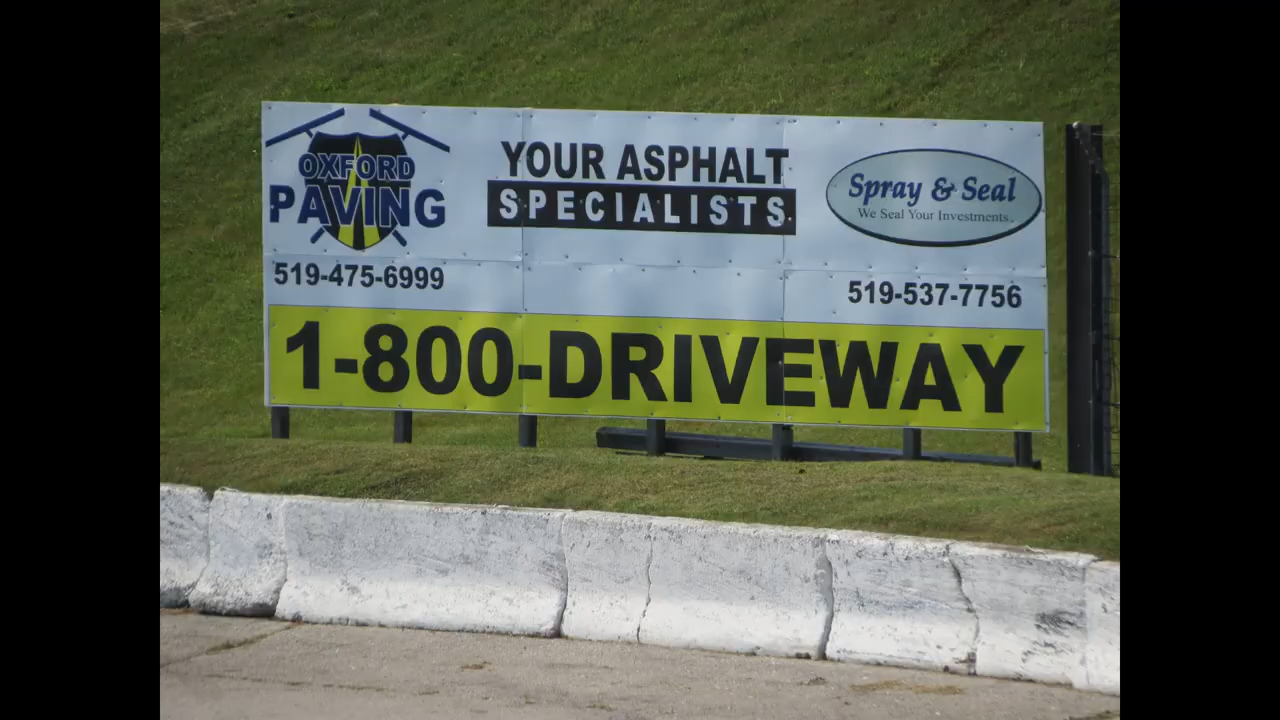 OXFORD
PAVING
519-475-6999
YOUR ASPHALT
SPECIALISTS
Spray & Seal
We Seal Your Investments
519-537-7756
1-800-DRIVEWAY